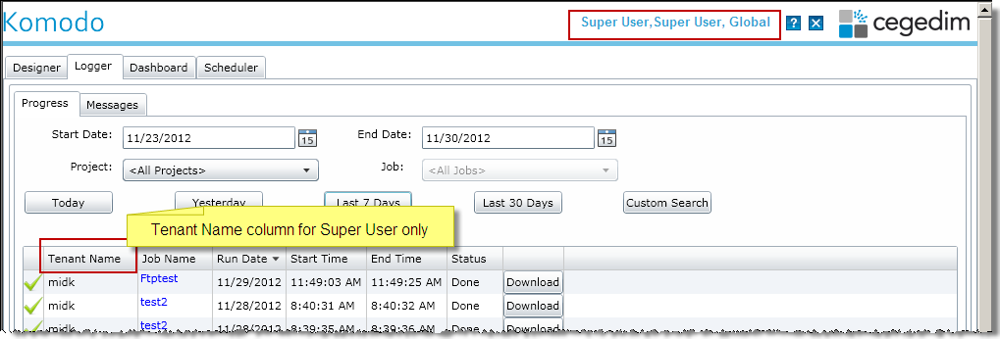 Komodo
Super User,Super User, Global
?
cegedim
Designer Logger Dashboard Scheduler
Progress Messages
Start Date: 11/23/2012 15 End Date: 11/30/2012 15
Project: <All Projects> Job: <All Jobs>
Today Yesterday Last 7 Days Last 30 Days Custom Search
Tenant Name column for Super User only
Tenant Name Job Name Run Date Start Time End Time Status
midk Ftptest 11/29/2012 11:49:03 AM 11:49:25 AM Done Download
midk test2 11/28/2012 8:40:31 AM 8:40:32 AM Done Download
midk test2 11/28/2012 8:39:35 AM 8:39:36 AM Done Download